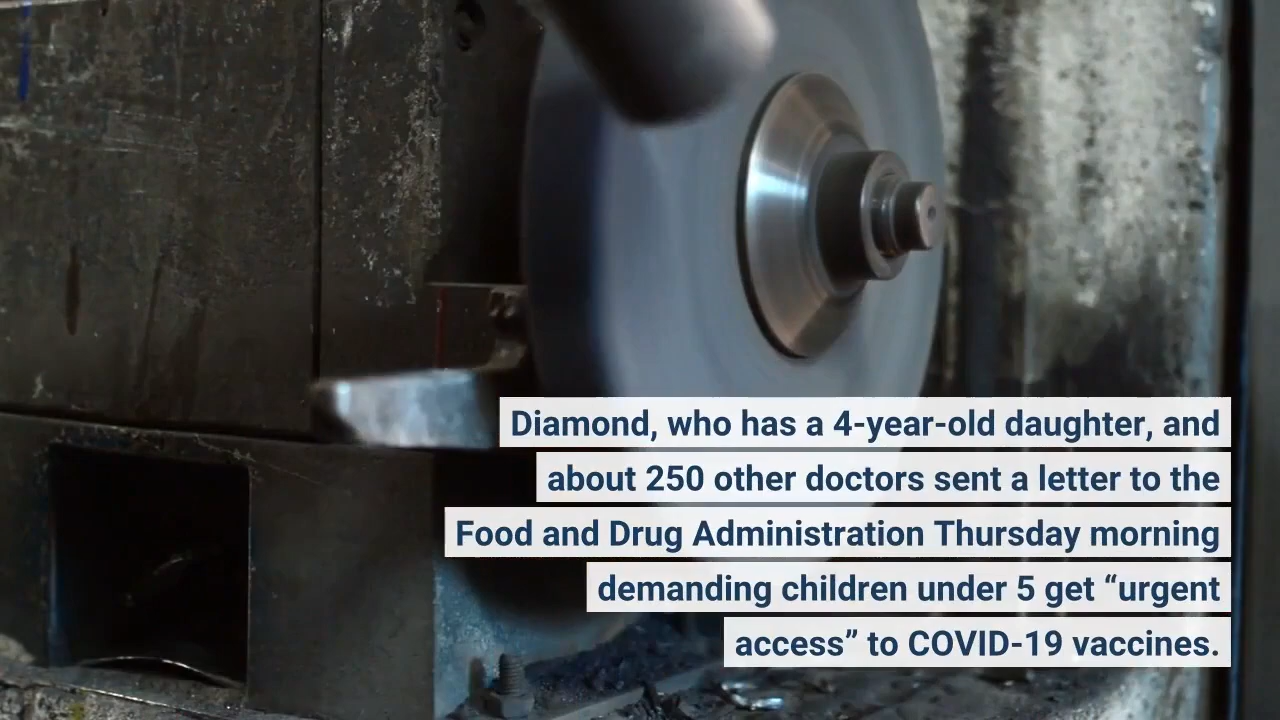 Diamond, who has a 4-year-old daughter, and
about 250 other doctors sent a letter to the
Food and Drug Administration Thursday morning
demanding children under 5 get “urgent
access” to COVID-19 vaccines.